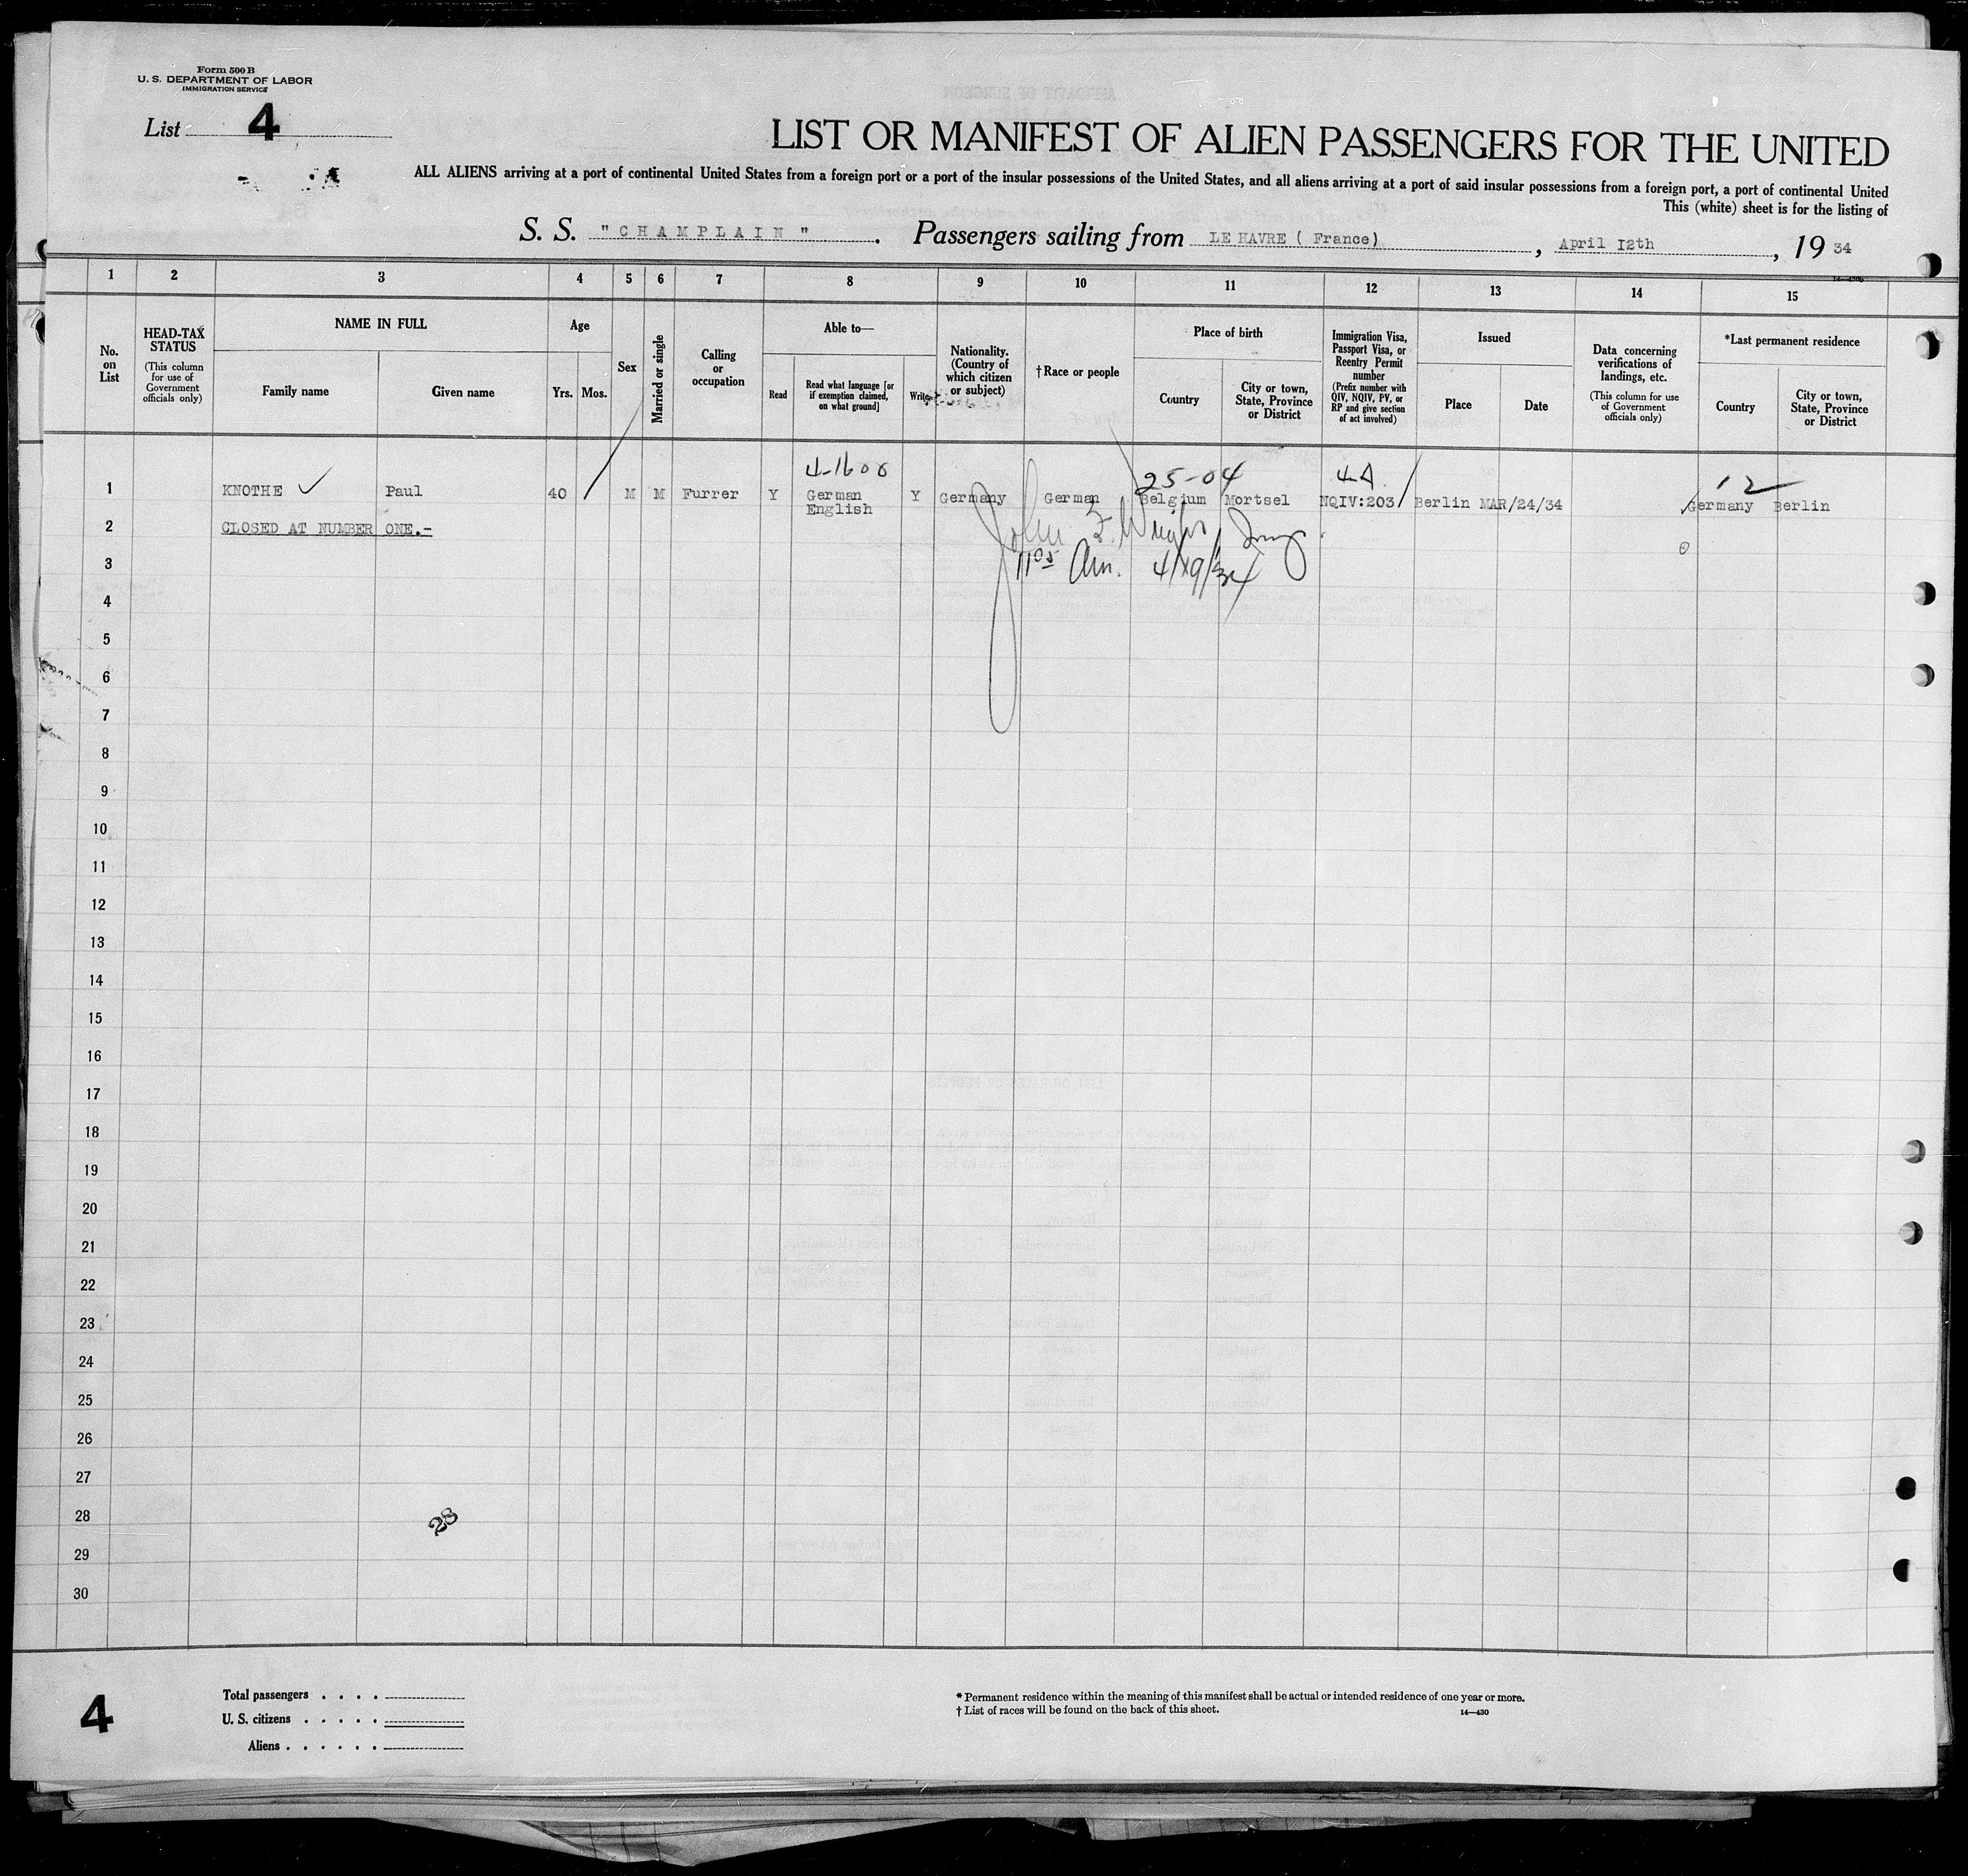 Form 500 B
U. S. DEPARTMENT OF LABOR
IMMIGRATION SERVICE
List 4
LIST OR MANIFEST OF ALIEN PASSENGERS FOR THE UNITED
ALL ALIENS arriving at a port of continental United States from a foreign port or a port of the insular possessions of the United States, and all aliens arriving at a port of said insular possessions from a foreign port, a port of continental United
This (white) sheet is for the listing of
S. S. "CHAMPLAIN". Passengers sailing from LE HAVRE ( France), April I2th, 19 34
1 2 3 4 5 6 7 8 9 10 11 12 13 14 15
No. on List
HEAD-TAX STATUS
(This column for use of Government officials only)
NAME IN FULL
Family name Given name
Age
Yrs. Mos.
Sex
Married or single
Calling or occupation
Able to—
Read
Read what language [or if exemption claimed, on what ground]
Write
Nationality. (Country of which citizen or subject)
† Race or people
Place of birth
Country
City or town, State, Province or District
Immigration Visa, Passport Visa, or Reentry Permit number
(Prefix number with QIV, NQIV, PV, or RP and give section of act involved)
Issued
Place Date
Data concerning verifications of landings, etc.
(This column for use of Government officials only)
*Last permanent residence
Country
City or town, State, Province or District
25-04 4A 12
1 KNOTHE ✓ Paul 40 M M Furrer Y German Y Germany German Belgium Mortsel NQIV:203 Berlin MAR/24/34 Germany Berlin
English
2 CLOSED AT NUMBER ONE.-
John F.
3 11 05 Am. 4/19/34
4
5
6
7
8
9
10
11
12
13
14
15
16
17
18
19
20
21
22
23
24
25
26
27
28
28
29
30
4
Total passengers . . . .
U. S. citizens . . . . .
Aliens . . . . . .
* Permanent residence within the meaning of this manifest shall be actual or intended residence of one year or more.
† List of races will be found on the back of this sheet.
14—430